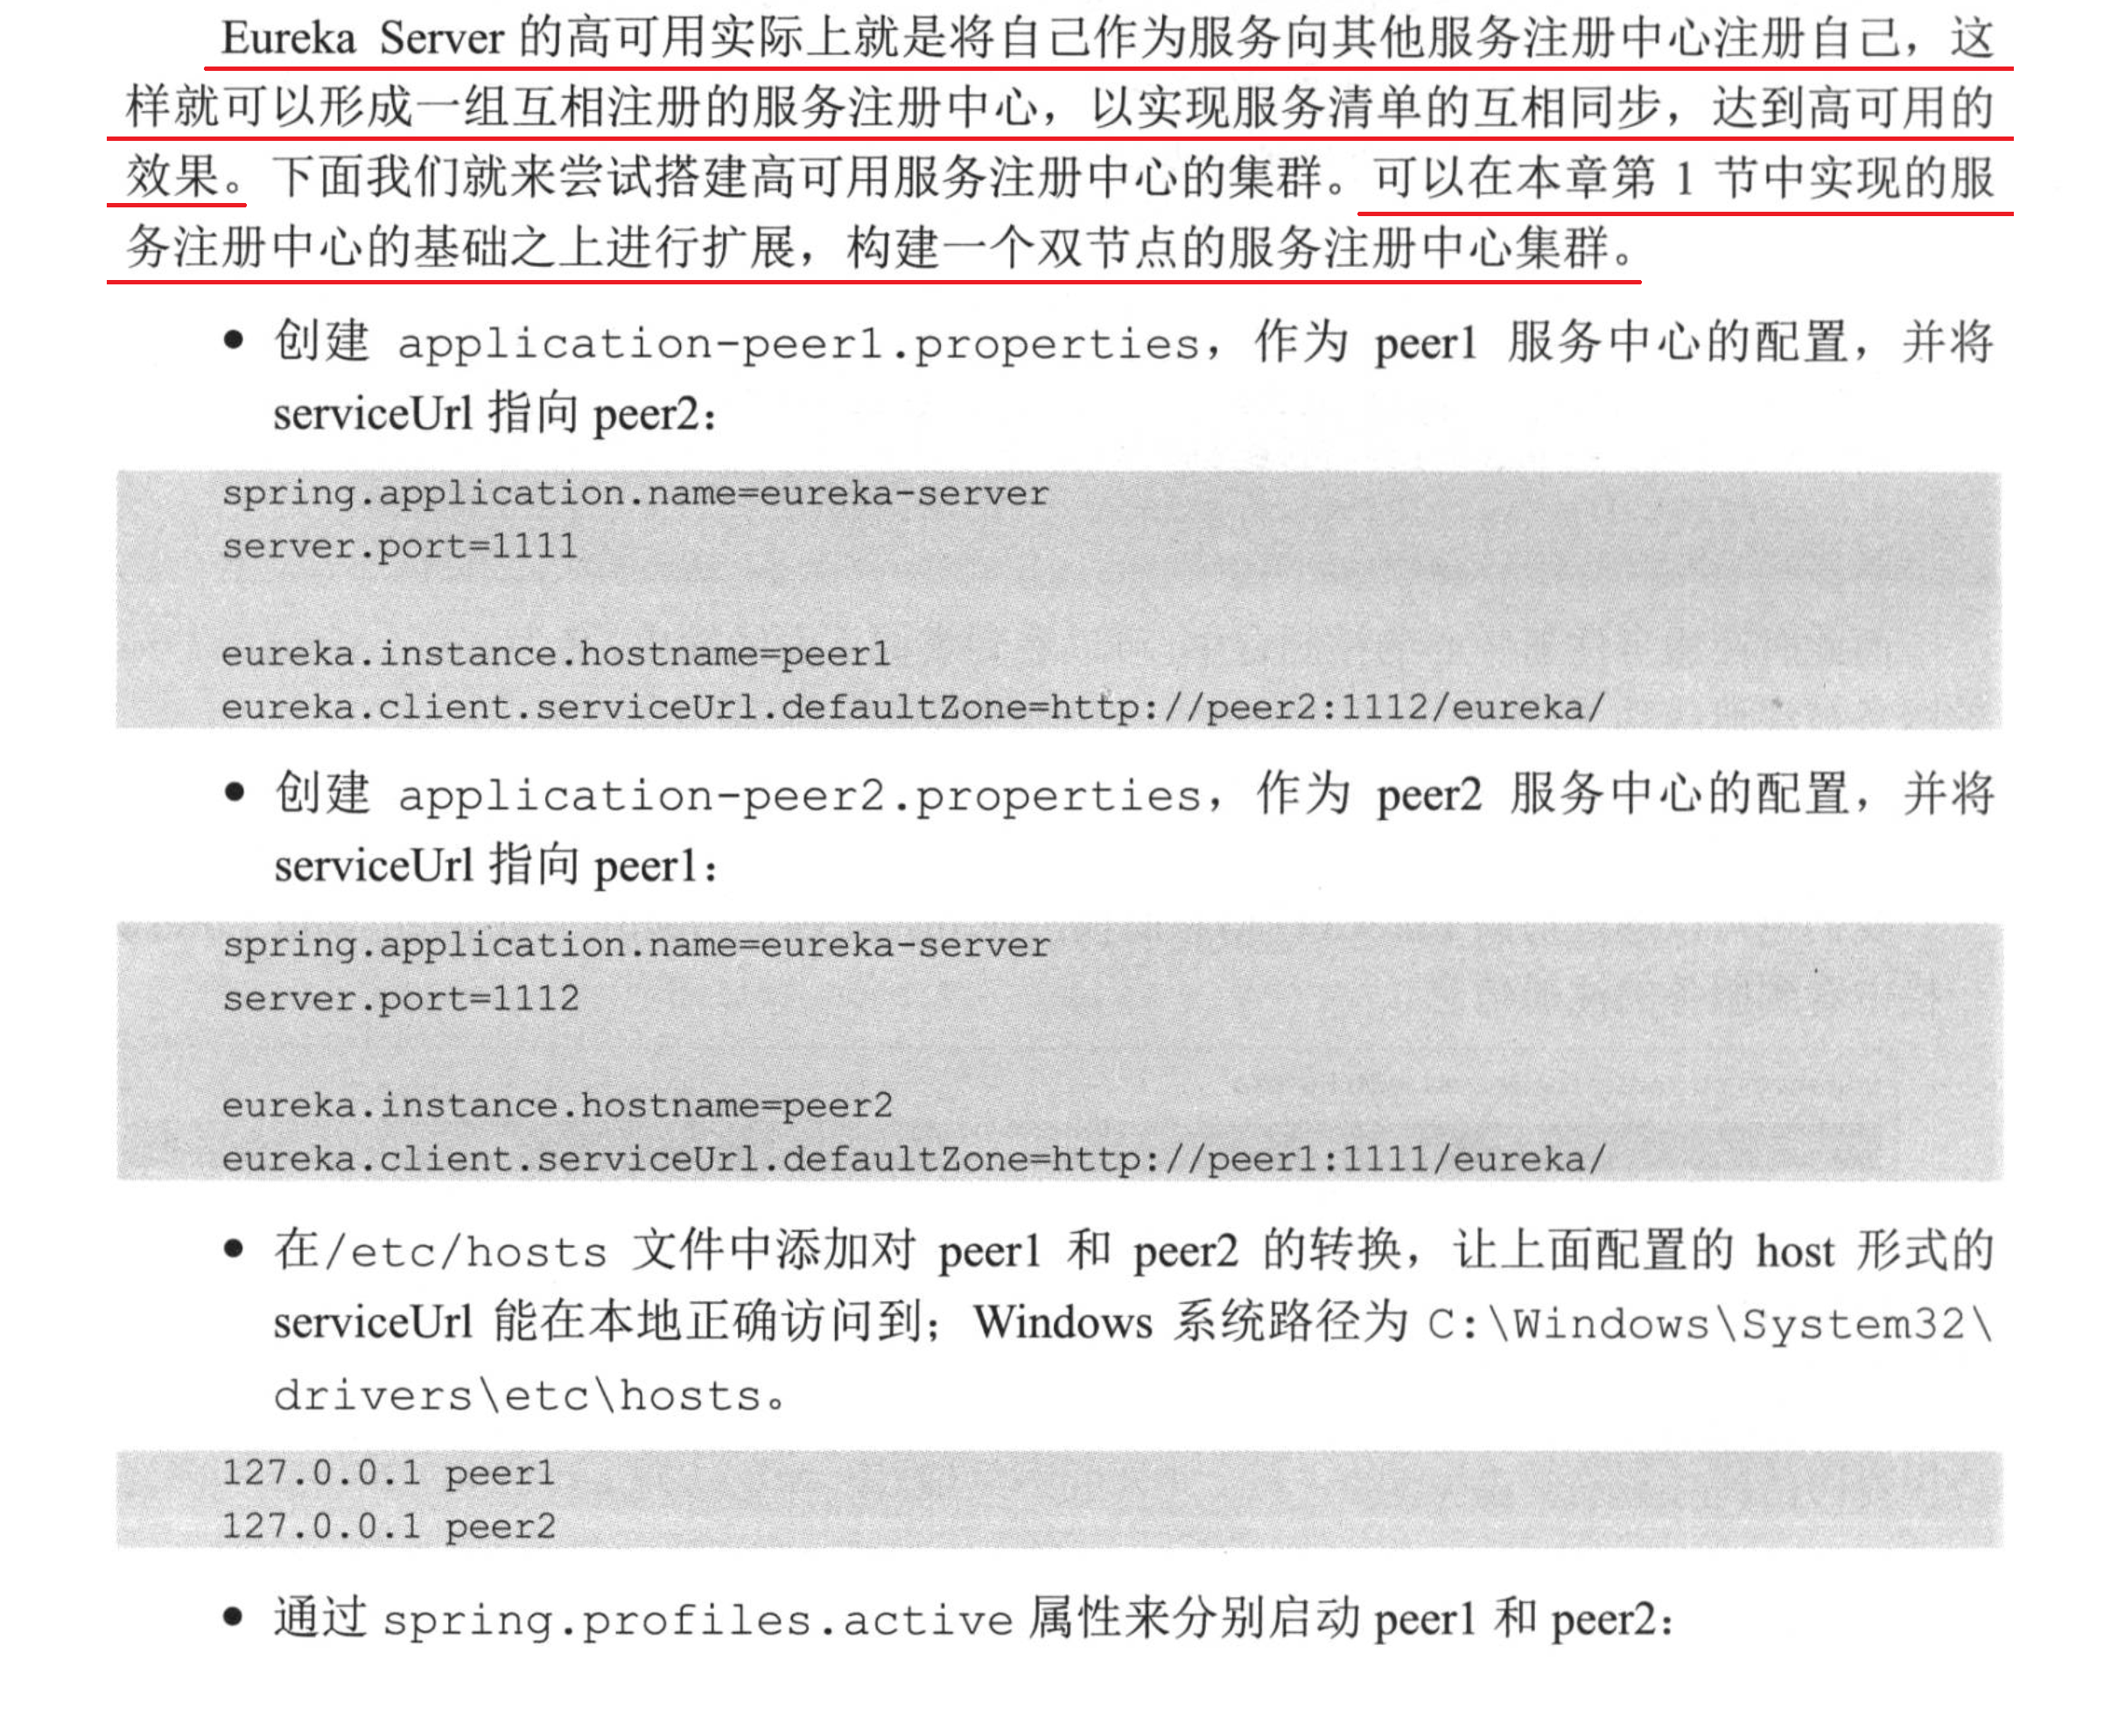 Eureka Server 的高可用实际上就是将自己作为服务向其他服务注册中心注册自己，这
样就可以形成一组互相注册的服务注册中心，以实现服务清单的互相同步，达到高可用的
效果。下面我们就来尝试搭建高可用服务注册中心的集群。可以在本章第 1 节中实现的服
务注册中心的基础之上进行扩展，构建一个双节点的服务注册中心集群。
● 创建 application-peer1.properties，作为 peer1 服务中心的配置，并将
serviceUrl 指向 peer2：
spring.application.name=eureka-server
server.port=1111
eureka.instance.hostname=peer1
eureka.client.serviceUrl.defaultZone=http://peer2:1112/eureka/
● 创建 application-peer2.properties，作为 peer2 服务中心的配置，并将
serviceUrl 指向 peer1：
spring.application.name=eureka-server
server.port=1112
eureka.instance.hostname=peer2
eureka.client.serviceUrl.defaultZone=http://peer1:1111/eureka/
● 在/etc/hosts 文件中添加对 peer1 和 peer2 的转换，让上面配置的 host 形式的
serviceUrl 能在本地正确访问到；Windows 系统路径为 C:\Windows\System32\
drivers\etc\hosts。
127.0.0.1 peer1
127.0.0.1 peer2
● 通过 spring.profiles.active 属性来分别启动 peer1 和 peer2：